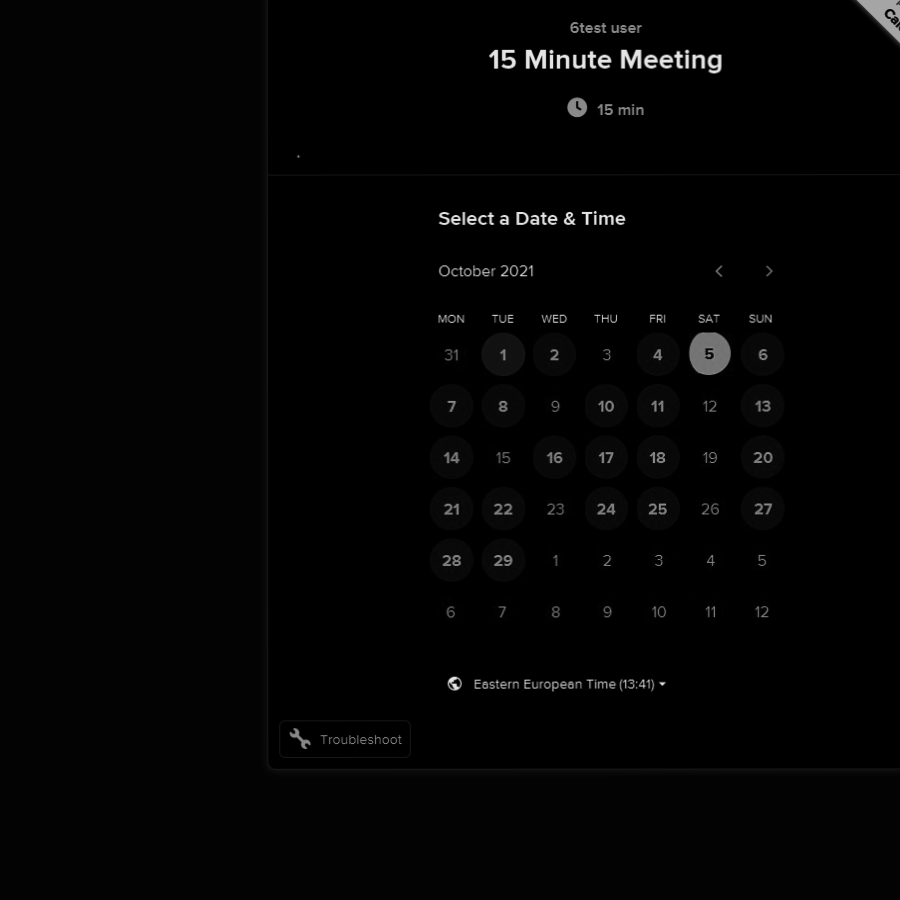 6test user
15 Minute Meeting
15 min
.
Select a Date & Time
October 2021
MON TUE WED THU FRI SAT SUN
31 1 2 3 4 5 6
7 8 9 10 11 12 13
14 15 16 17 18 19 20
21 22 23 24 25 26 27
28 29 1 2 3 4 5
6 7 8 9 10 11 12
Eastern European Time (13:41)
Troubleshoot